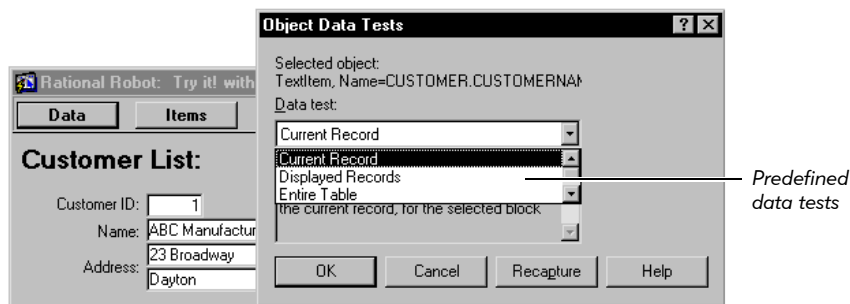 Object Data Tests
Selected object:
TextItem, Name=CUSTOMER.CUSTOMERNAM
Data test:
Current Record
Current Record
Displayed Records
Entire Table
the current record, for the selected block
OK Cancel Recapture Help
Rational Robot: Try it! with
Data Items
Customer List:
Customer ID: 1
Name: ABC Manufactur
Address: 23 Broadway
Dayton
Predefined
data tests